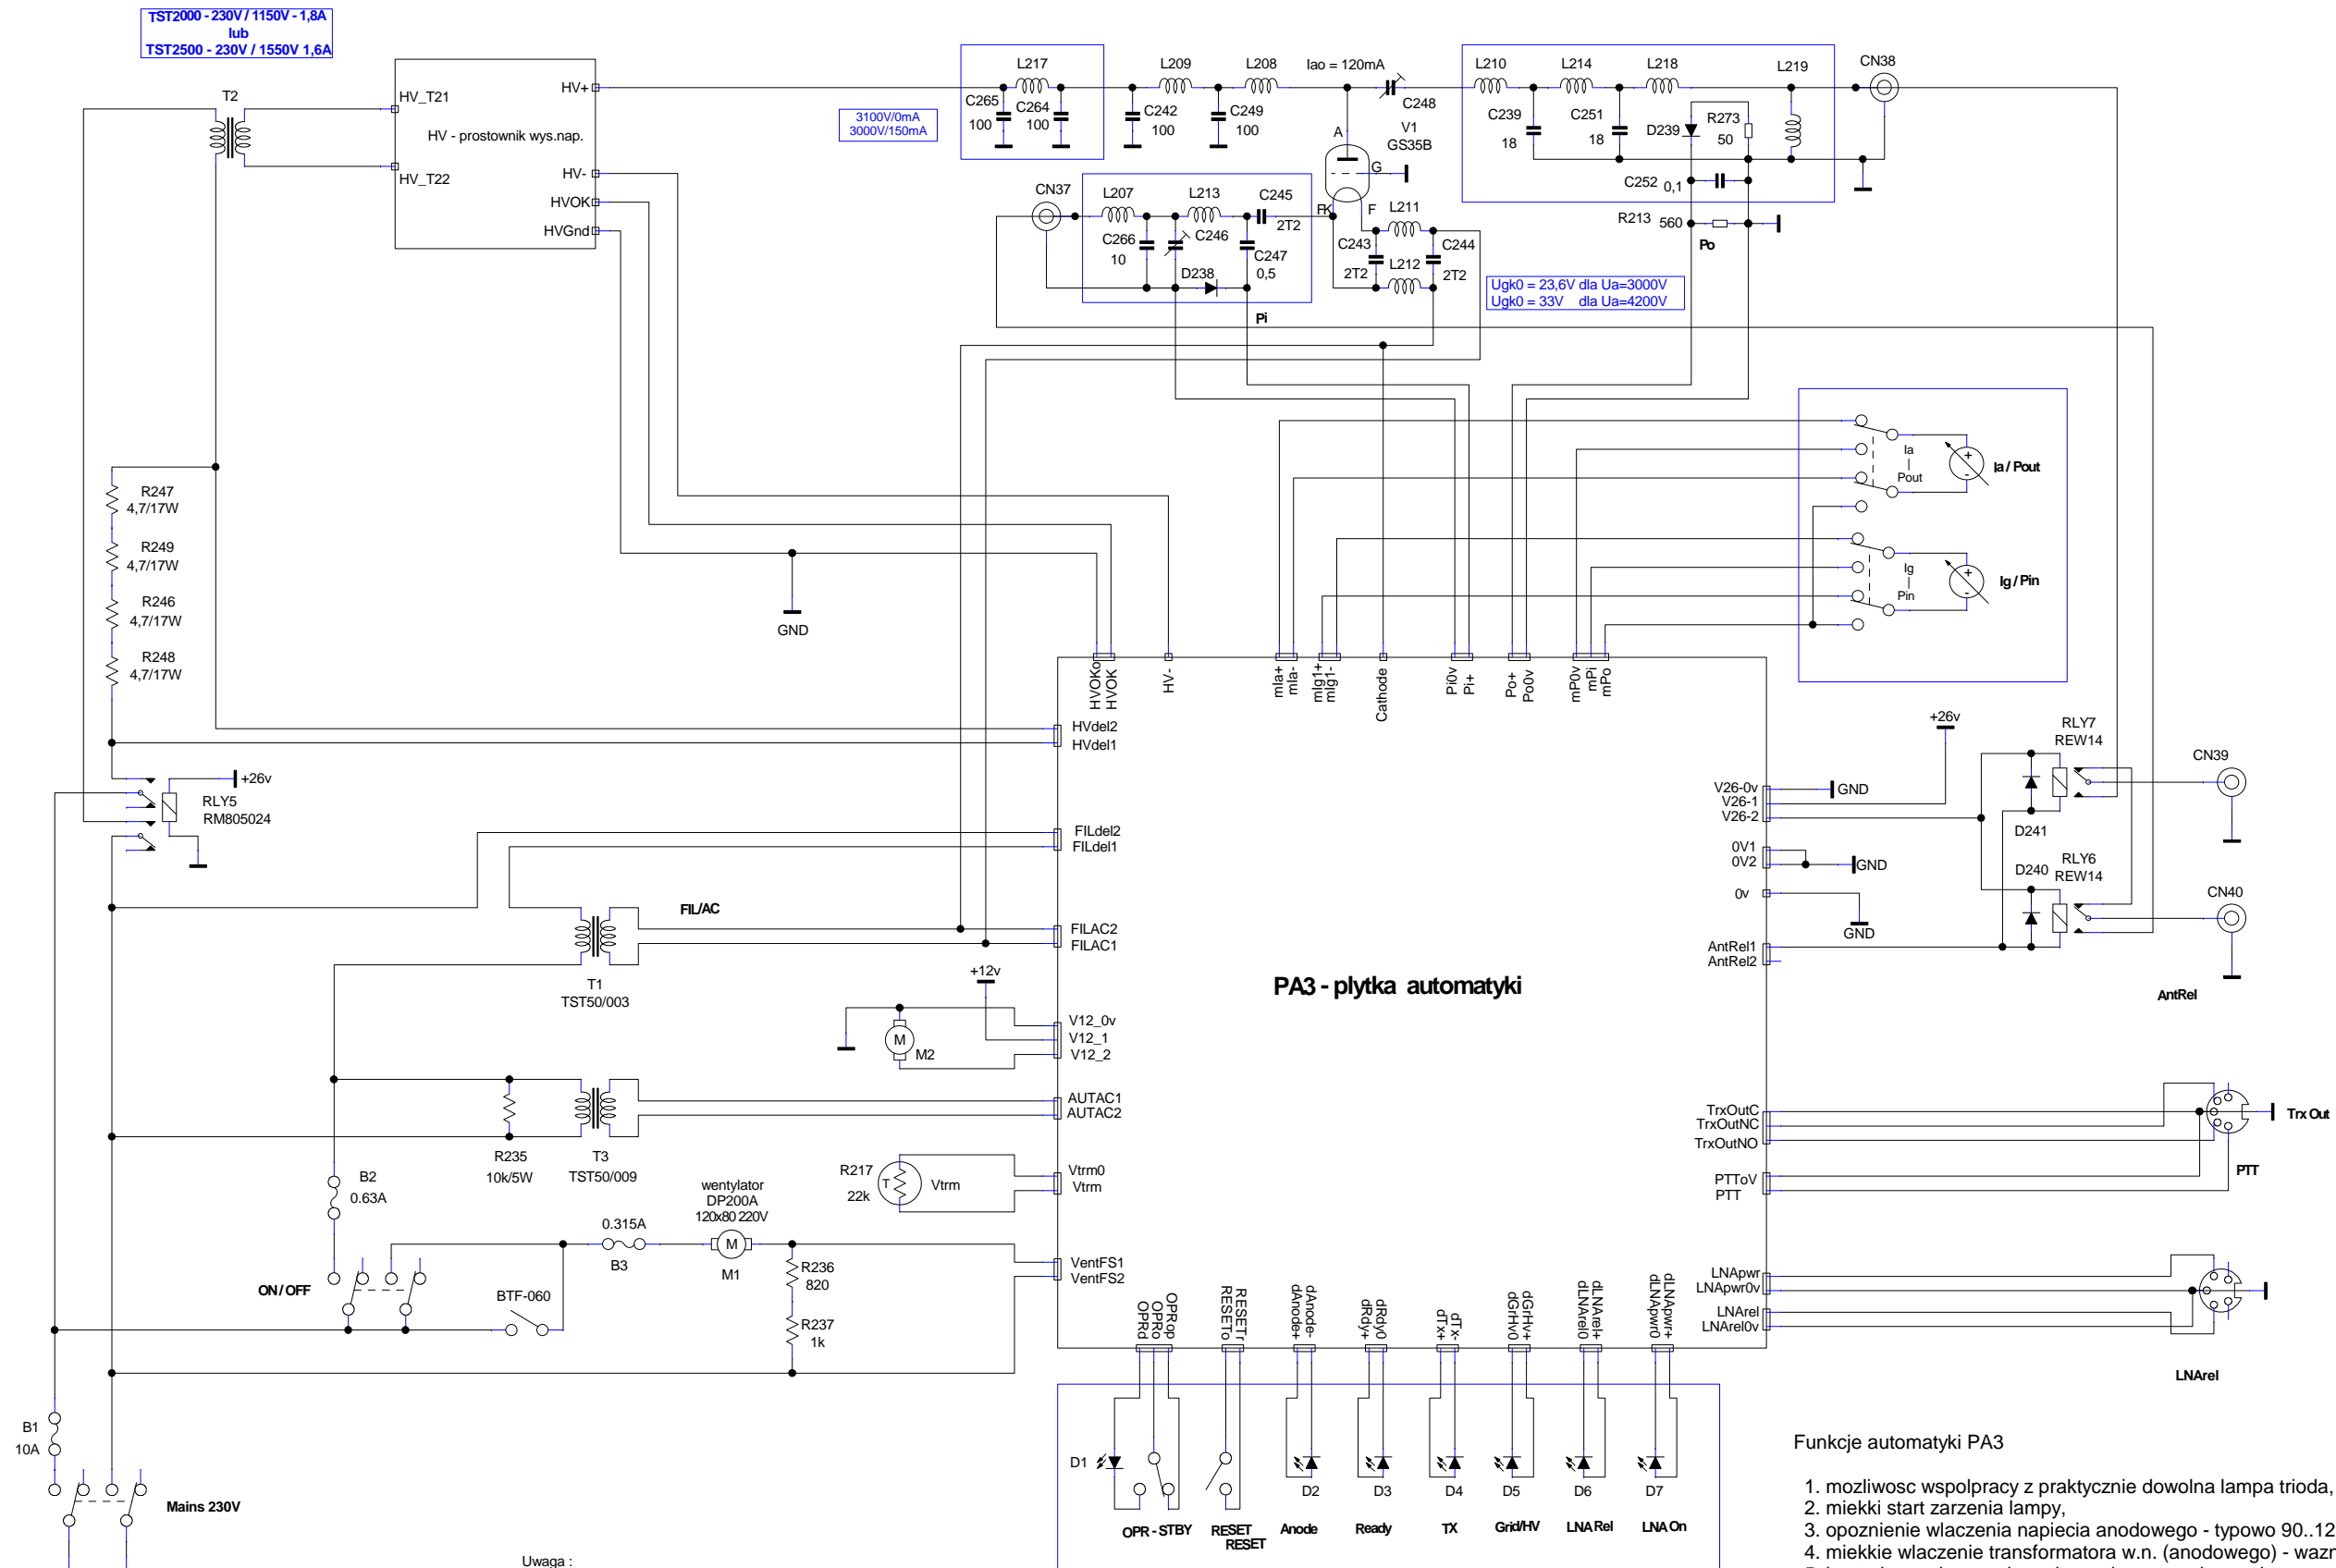 TST2000 - 230V / 1150V - 1,8A
lub
TST2500 - 230V / 1550V 1,6A
T2
HV_T21
HV_T22
HV - prostownik wys.nap.
HV+
HV-
HVOK
HVGnd
3100V/0mA
3000V/150mA
L217
C265
100
C264
100
L209
C242
100
L208
C249
100
Iao = 120mA
C248
V1
GS35B
A
G
FK
F
L210
L214
L218
L219
CN38
C239
18
C251
18
D239
R273
50
C252
0,1
R213
560
Po
CN37
L207
L213
C245
2T2
C266
10
C246
C247
0,5
D238
Pi
L211
C243
2T2
L212
C244
2T2
Ugk0 = 23,6V dla Ua=3000V
Ugk0 = 33V dla Ua=4200V
Ia
|
Pout
Ia / Pout
Ig
|
Pin
Ig / Pin
R247
4,7/17W
R249
4,7/17W
R246
4,7/17W
R248
4,7/17W
GND
HVOKo
HVOK
HV-
mIa+
mIa-
mIg1+
mIg1-
Cathode
Pi0v
Pi+
Po+
Po0v
mP0v
mPi
mPo
HVdel2
HVdel1
+26v
RLY5
RM805024
FILdel2
FILdel1
FIL/AC
FILAC2
FILAC1
T1
TST50/003
+12v
M
M2
V12_0v
V12_1
V12_2
PA3 - plytka automatyki
V26-0v
V26-1
V26-2
GND
+26v
RLY7
REW14
CN39
D241
0V1
0V2
GND
0v
GND
D240
RLY6
REW14
CN40
AntRel1
AntRel2
AntRel
AUTAC1
AUTAC2
R235
10k/5W
T3
TST50/009
B2
0.63A
R217
22k
T
Vtrm
Vtrm0
Vtrm
wentylator
DP200A
120x80 220V
0.315A
B3
M
M1
R236
820
R237
1k
VentFS1
VentFS2
ON / OFF
BTF-060
TrxOutC
TrxOutNC
TrxOutNO
Trx Out
PTToV
PTT
PTT
LNApwr
LNApwr0v
LNArel
LNArel0v
LNArel
OPRd
OPRo
OPRop
RESETo
RESETr
dAnode+
dAnode-
dRdy+
dRdy0
dTx+
dTx-
dGrHv0
dGrHv+
dLNArel0
dLNArel+
dLNApwr0
dLNApwr+
B1
10A
Mains 230V
D1
D2
D3
D4
D5
D6
D7
OPR - STBY
RESET
RESET
Anode
Ready
TX
Grid/HV
LNA Rel
LNA On
Uwaga :
Funkcje automatyki PA3
1. mozliwosc wspolpracy z praktycznie dowolna lampa trioda,
2. miekki start zarzenia lampy,
3. opoznienie wlaczenia napiecia anodowego - typowo 90..12
4. miekkie wlaczenie transformatora w.n. (anodowego) - wazn